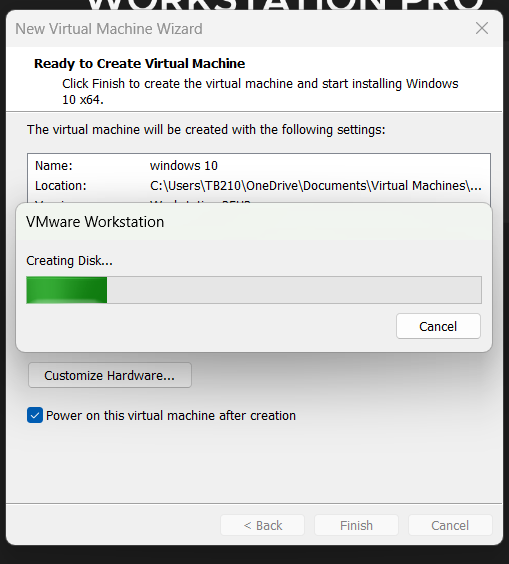 WORKSTATION PRO
New Virtual Machine Wizard
Ready to Create Virtual Machine
Click Finish to create the virtual machine and start installing Windows
10 x64.
The virtual machine will be created with the following settings:
Name: windows 10
Location: C:\Users\TB210\OneDrive\Documents\Virtual Machines\...
VMware Workstation
Creating Disk...
Cancel
Customize Hardware...
Power on this virtual machine after creation
< Back Finish Cancel